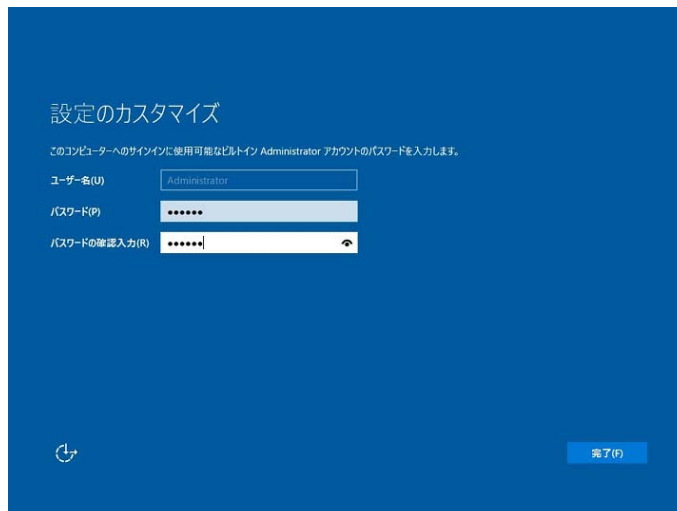 設定のカスタマイズ
このコンピューターへのサインインに使用可能なビルトイン Administrator アカウントのパスワードを入力します。
ユーザー名(U) Administrator
パスワード(P) ●●●●●●
パスワードの確認入力(R) ●●●●●●
完了(F)